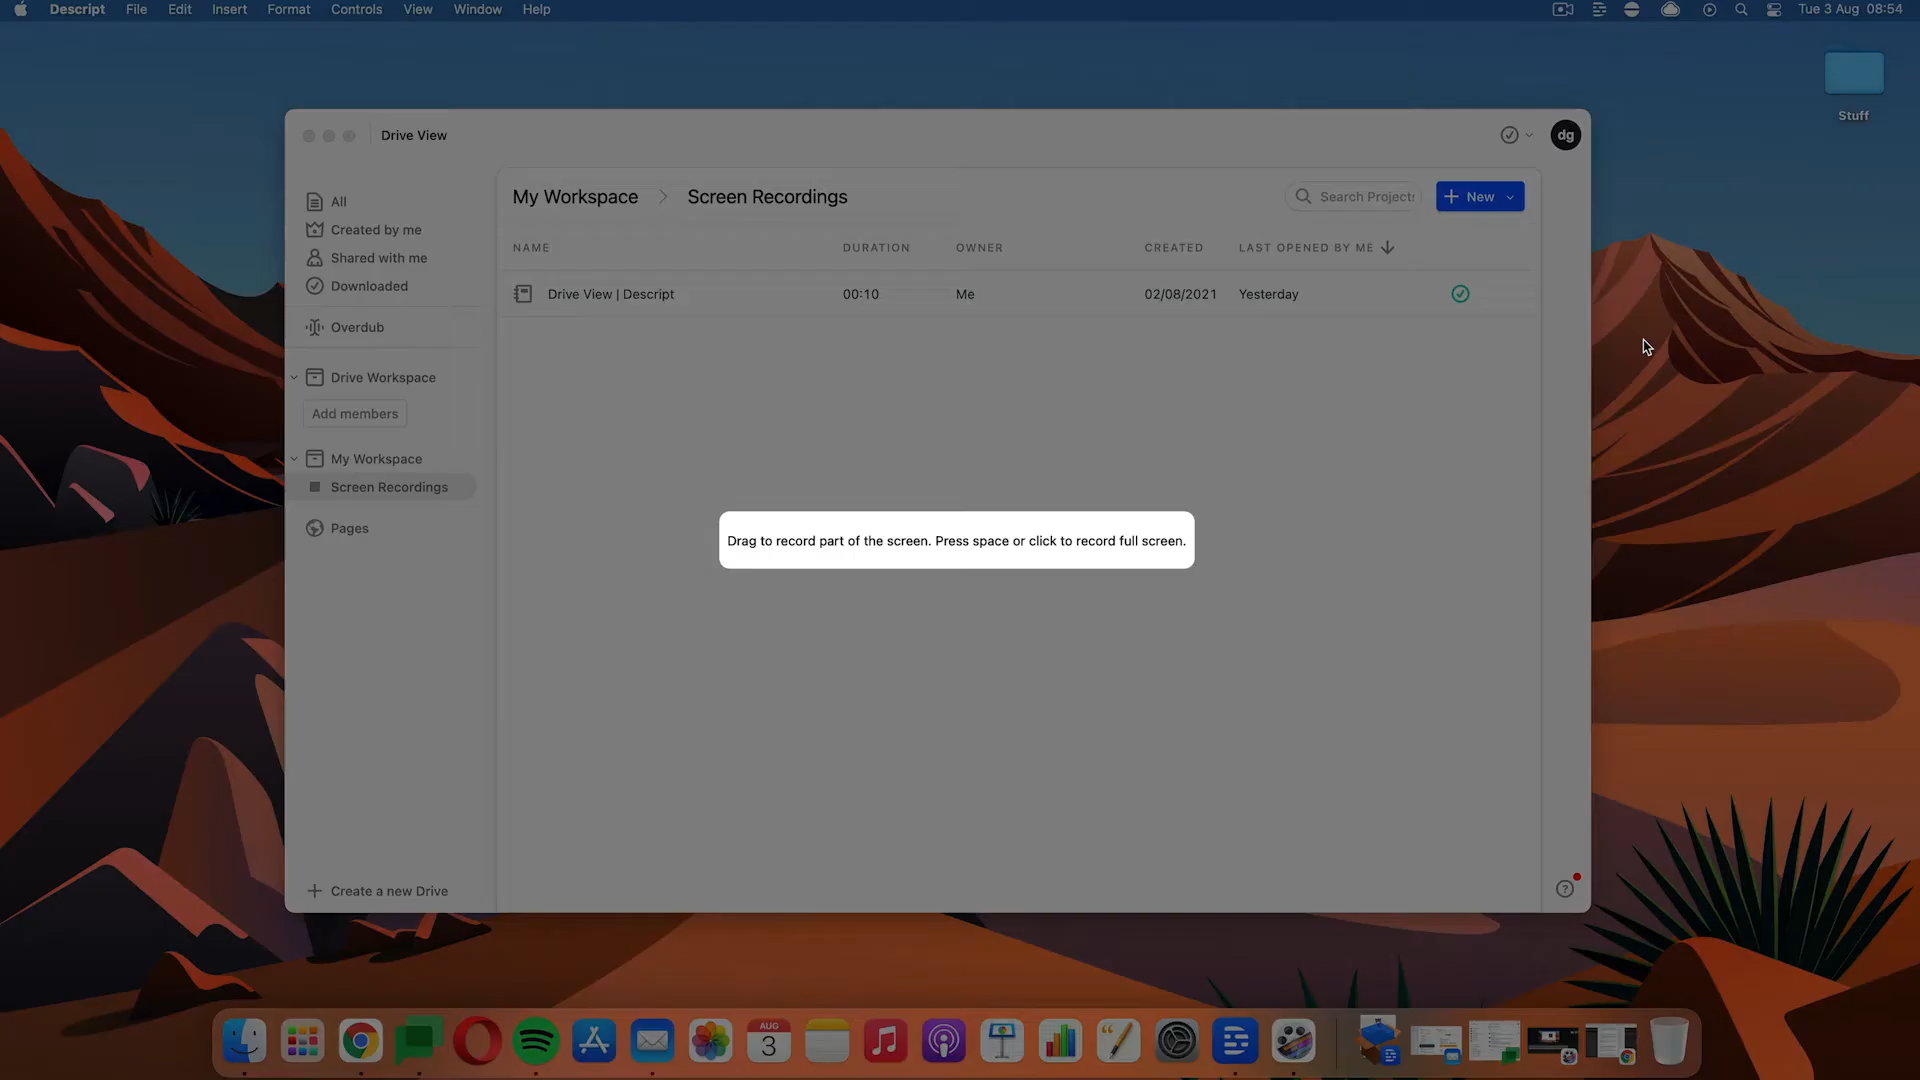 Descript File Edit Insert Format Controls View Window Help Tue 3 Aug 08:54
Stuff
Drive View
dg
All
Created by me
Shared with me
Downloaded
Overdub
Drive Workspace
Add members
My Workspace
Screen Recordings
Pages
Create a new Drive
My Workspace > Screen Recordings
Search Projects
+ New
NAME DURATION OWNER CREATED LAST OPENED BY ME
Drive View | Descript 00:10 Me 02/08/2021 Yesterday
Drag to record part of the screen. Press space or click to record full screen.
?
AUG
3